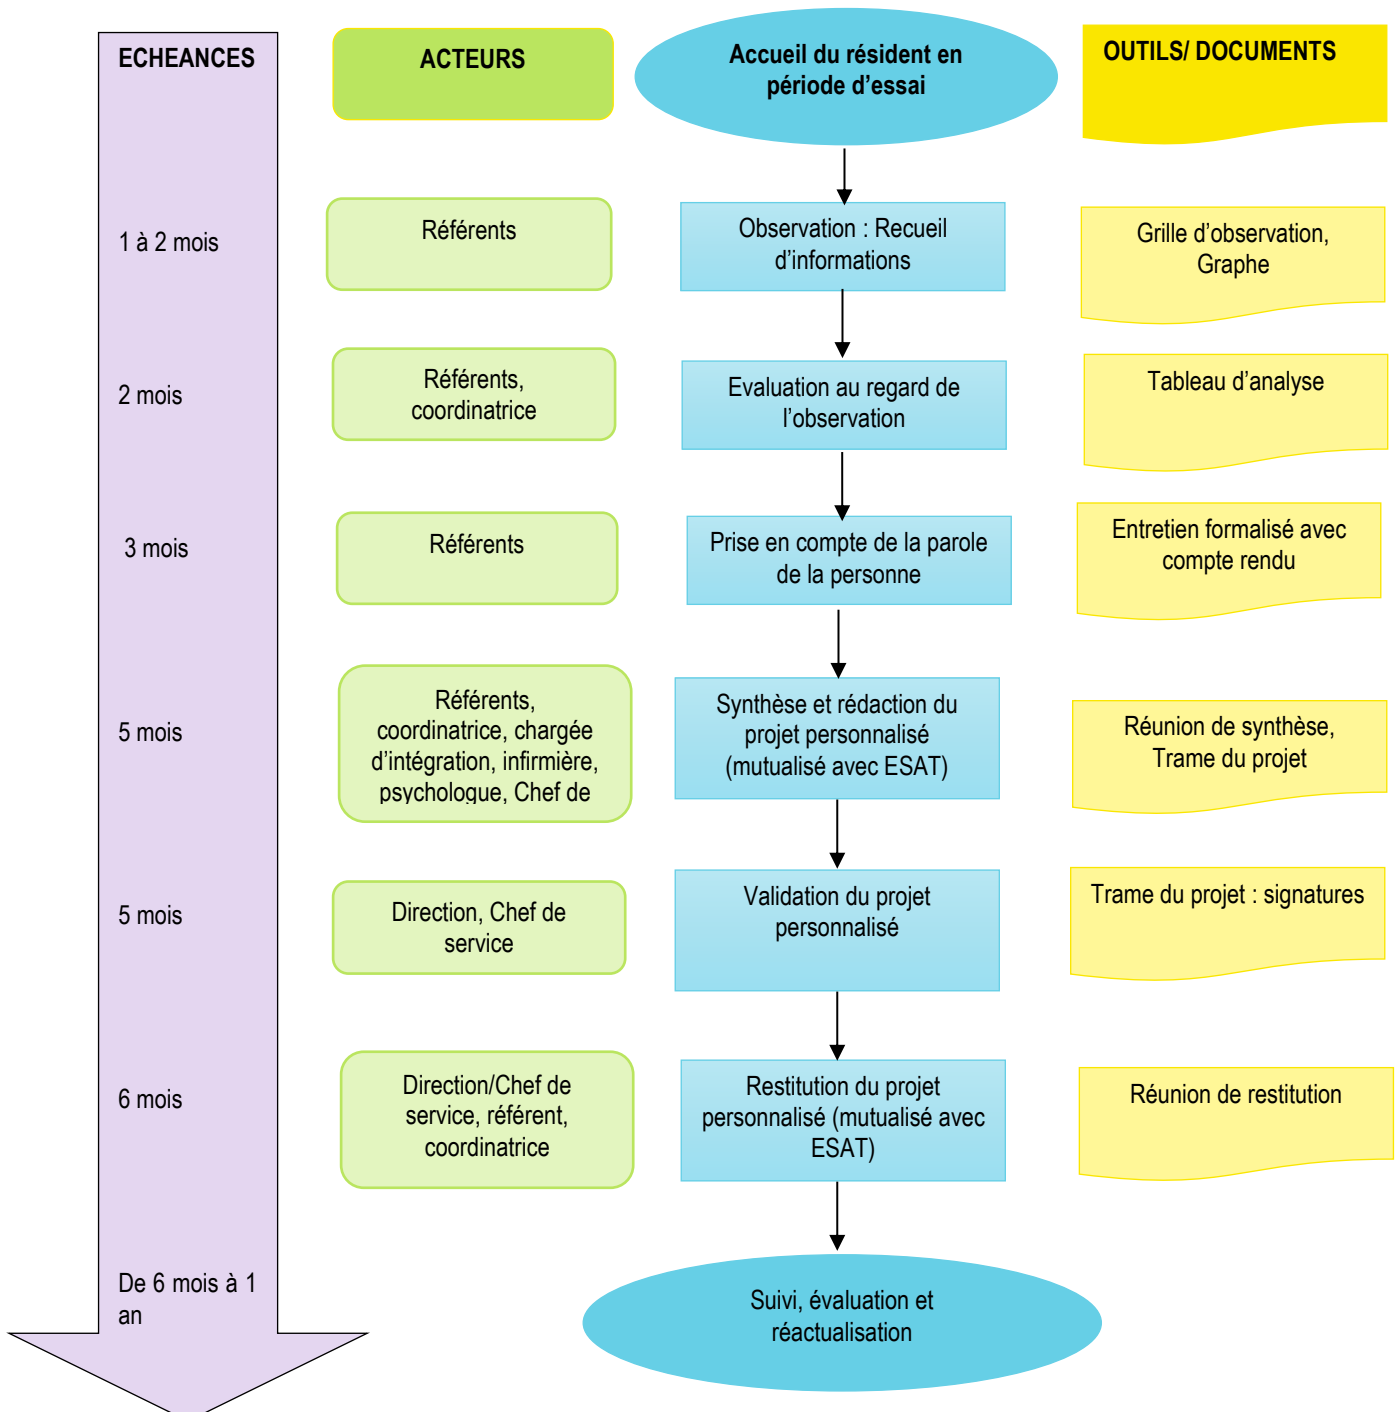 ECHEANCES
ACTEURS
Accueil du résident en
période d’essai
OUTILS/ DOCUMENTS
1 à 2 mois
Référents
Observation : Recueil
d’informations
Grille d’observation,
Graphe
2 mois
Référents,
coordinatrice
Evaluation au regard de
l’observation
Tableau d’analyse
3 mois
Référents
Prise en compte de la parole
de la personne
Entretien formalisé avec
compte rendu
5 mois
Référents,
coordinatrice, chargée
d’intégration, infirmière,
psychologue, Chef de
Synthèse et rédaction du
projet personnalisé
(mutualisé avec ESAT)
Réunion de synthèse,
Trame du projet
5 mois
Direction, Chef de
service
Validation du projet
personnalisé
Trame du projet : signatures
6 mois
Direction/Chef de
service, référent,
coordinatrice
Restitution du projet
personnalisé (mutualisé avec
ESAT)
Réunion de restitution
De 6 mois à 1
an
Suivi, évaluation et
réactualisation